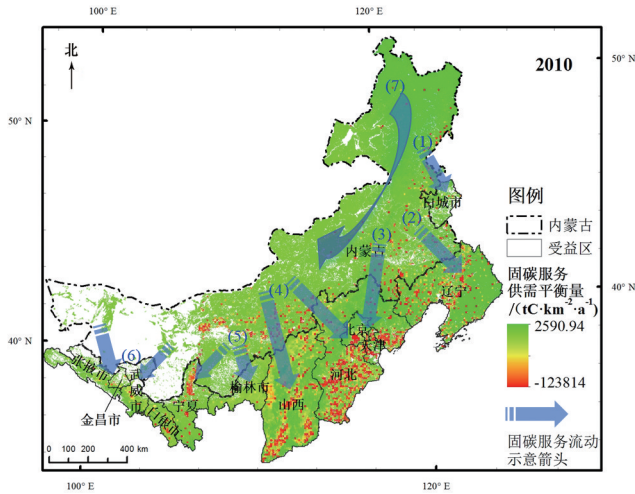 100° E
120° E
北
2010
50° N
50° N
(7)
(1)
白城市
图例
内蒙古
受益区
(2)
(3)
内蒙古
固碳服务
供需平衡量
/(tC·km⁻²·a⁻¹)
2590.94
-123814
(4)
辽宁
40° N
40° N
北京
天津
(5)
(6)
张掖市
武威市
金昌市
白银市
宁夏
榆林市
山西
河北
固碳服务流动
示意箭头
0 50 100 200 300 400 km
100° E
120° E